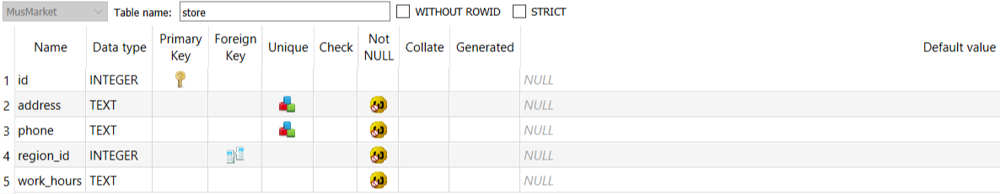 MusMarket Table name: store WITHOUT ROWID STRICT
Name Data type Primary Key Foreign Key Unique Check Not NULL Collate Generated Default value
1 id INTEGER NULL
2 address TEXT NULL
3 phone TEXT NULL
4 region_id INTEGER NULL
5 work_hours TEXT NULL